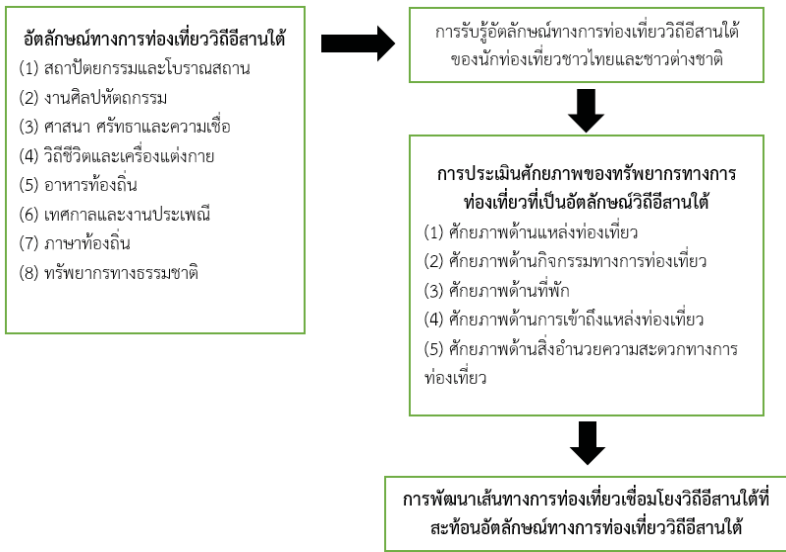 อัตลักษณ์ทางการท่องเที่ยววิถีอีสานใต้
(1) สถาปัตยกรรมและโบราณสถาน
(2) งานศิลปหัตถกรรม
(3) ศาสนา ศรัทธาและความเชื่อ
(4) วิถีชีวิตและเครื่องแต่งกาย
(5) อาหารท้องถิ่น
(6) เทศกาลและงานประเพณี
(7) ภาษาท้องถิ่น
(8) ทรัพยากรทางธรรมชาติ
การรับรู้อัตลักษณ์ทางการท่องเที่ยววิถีอีสานใต้
ของนักท่องเที่ยวชาวไทยและชาวต่างชาติ
การประเมินศักยภาพของทรัพยากรทางการ
ท่องเที่ยวที่เป็นอัตลักษณ์วิถีอีสานใต้
(1) ศักยภาพด้านแหล่งท่องเที่ยว
(2) ศักยภาพด้านกิจกรรมทางการท่องเที่ยว
(3) ศักยภาพด้านที่พัก
(4) ศักยภาพด้านการเข้าถึงแหล่งท่องเที่ยว
(5) ศักยภาพด้านสิ่งอำนวยความสะดวกทางการ
ท่องเที่ยว
การพัฒนาเส้นทางการท่องเที่ยวเชื่อมโยงวิถีอีสานใต้ที่
สะท้อนอัตลักษณ์ทางการท่องเที่ยววิถีอีสานใต้